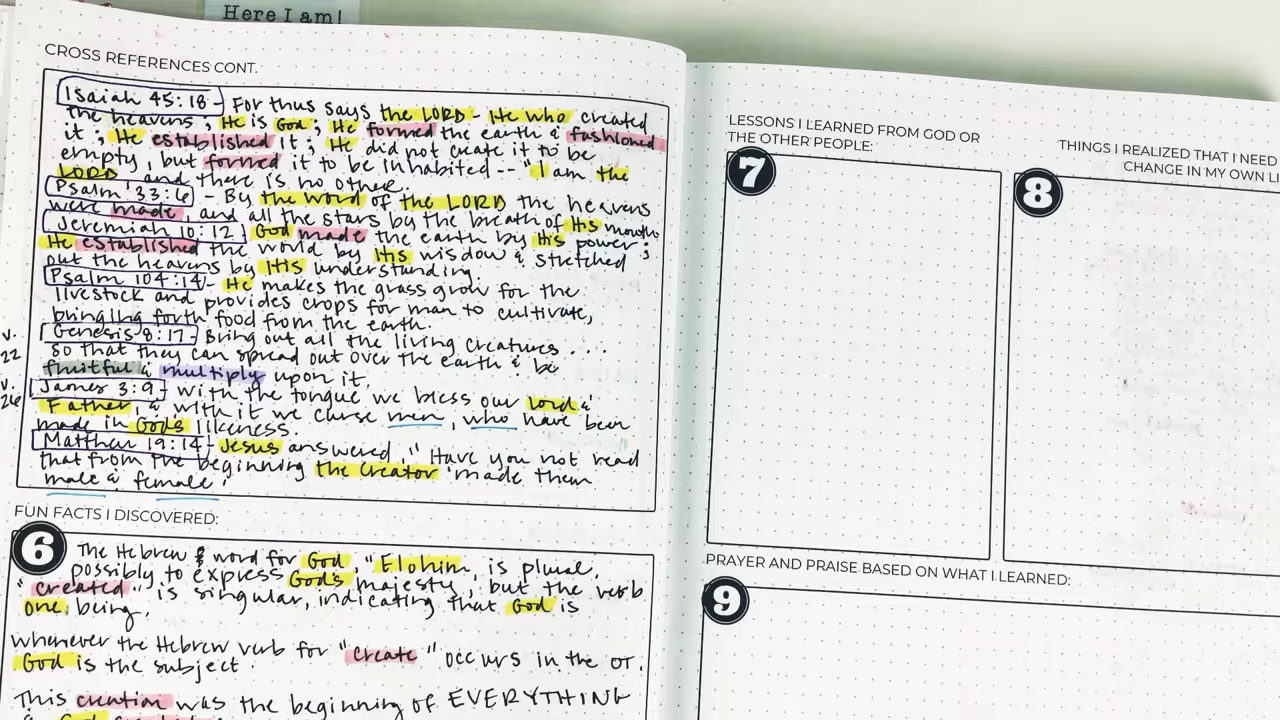 Here I am!
CROSS REFERENCES CONT.
Isaiah 45:18 - For thus says the LORD - He who created
the heavens; He is God; He formed the earth & fashioned
it; He established it; He did not create it to be
empty, but formed it to be inhabited -- "I am the
LORD and there is no other.
Psalm 33:6 - By the word of the LORD the heavens
were made and all the stars by the breath of His mouth.
Jeremiah 10:12 God made the earth by His power;
He established the world by His wisdom & stretched
out the heavens by His understanding.
Psalm 104:14 - He makes the grass grow for the
livestock and provides crops for man to cultivate,
bringing forth food from the earth.
v. 22
Genesis 8:17 - Bring out all the living creatures . . . .
so that they can spread out over the earth & be
fruitful & multiply upon it.
v. 26
James 3:9 - with the tongue we bless our Lord &
Father, & with it we curse men, who have been
made in God's likeness.
Matthew 19:14 - Jesus answered, "Have you not read
that from the beginning the Creator 'made them
male & female'
FUN FACTS I DISCOVERED:
6
The Hebrew word for God, "Elohim, is plural,
possibly to express God's majesty, but the verb
"created" is singular, indicating that God is
one being.
Whenever the Hebrew verb for "create" occurs in the OT.
God is the subject.
This creation was the beginning of EVERYTHING
LESSONS I LEARNED FROM GOD OR
THE OTHER PEOPLE:
7
THINGS I REALIZED THAT I NEED
CHANGE IN MY OWN LI
8
PRAYER AND PRAISE BASED ON WHAT I LEARNED:
9